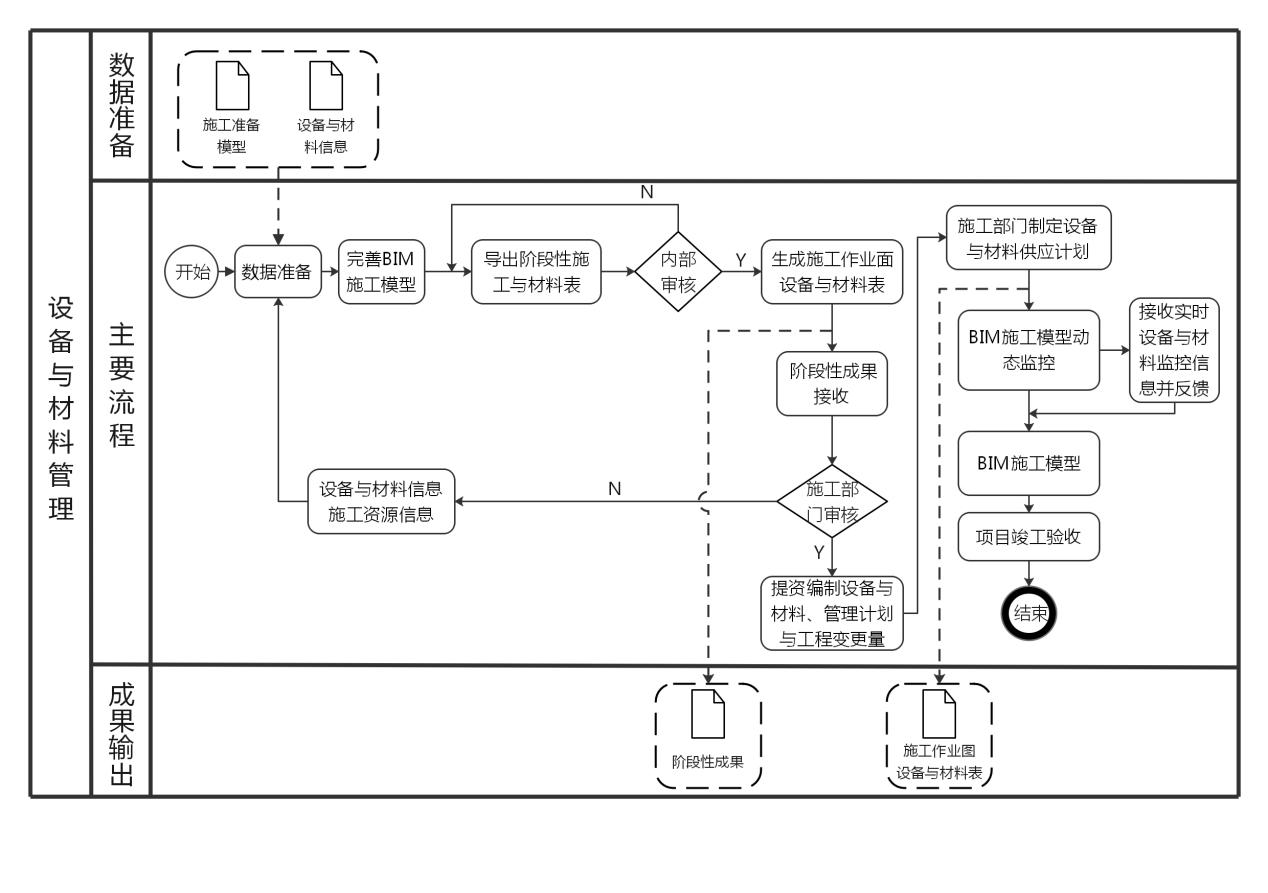 设备与材料管理
数据准备
施工准备
模型
设备与材
料信息
主要流程
开始
数据准备
完善BIM
施工模型
导出阶段性施
工与材料表
N
内部
审核
Y
生成施工作业面
设备与材料表
阶段性成果
接收
施工部
门审核
N
设备与材料信息
施工资源信息
Y
提资编制设备与
材料、管理计划
与工程变更量
施工部门制定设备
与材料供应计划
BIM施工模型动
态监控
接收实时
设备与材
料监控信
息并反馈
BIM施工模型
项目竣工验收
结束
成果输出
阶段性成果
施工作业图
设备与材料表